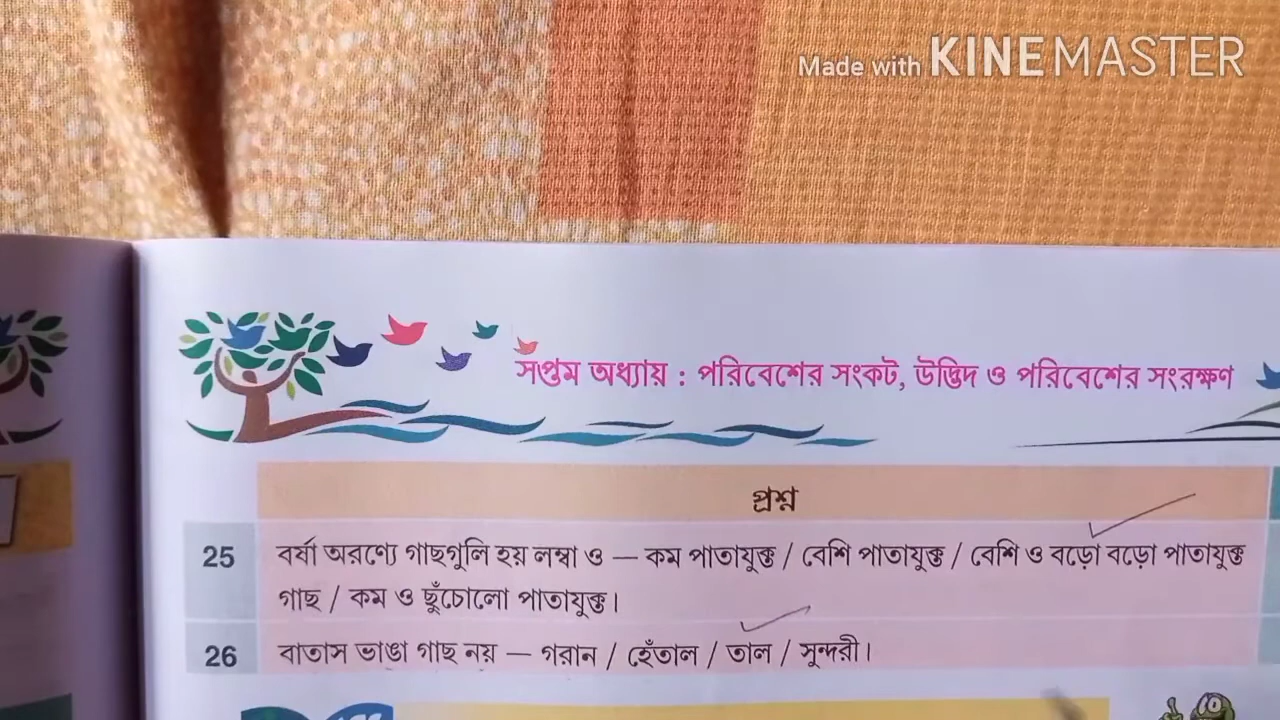 Made with KINEMASTER
সপ্তম অধ্যায় : পরিবেশের সংকট, উদ্ভিদ ও পরিবেশের সংরক্ষণ
প্রশ্ন
25 বর্ষা অরণ্যে গাছগুলি হয় লম্বা ও — কম পাতাযুক্ত / বেশি পাতাযুক্ত / বেশি ও বড়ো বড়ো পাতাযুক্ত
গাছ / কম ও ছুঁচোলো পাতাযুক্ত।
26 বাতাস ভাঙা গাছ নয় — গরান / হেঁতাল / তাল / সুন্দরী।